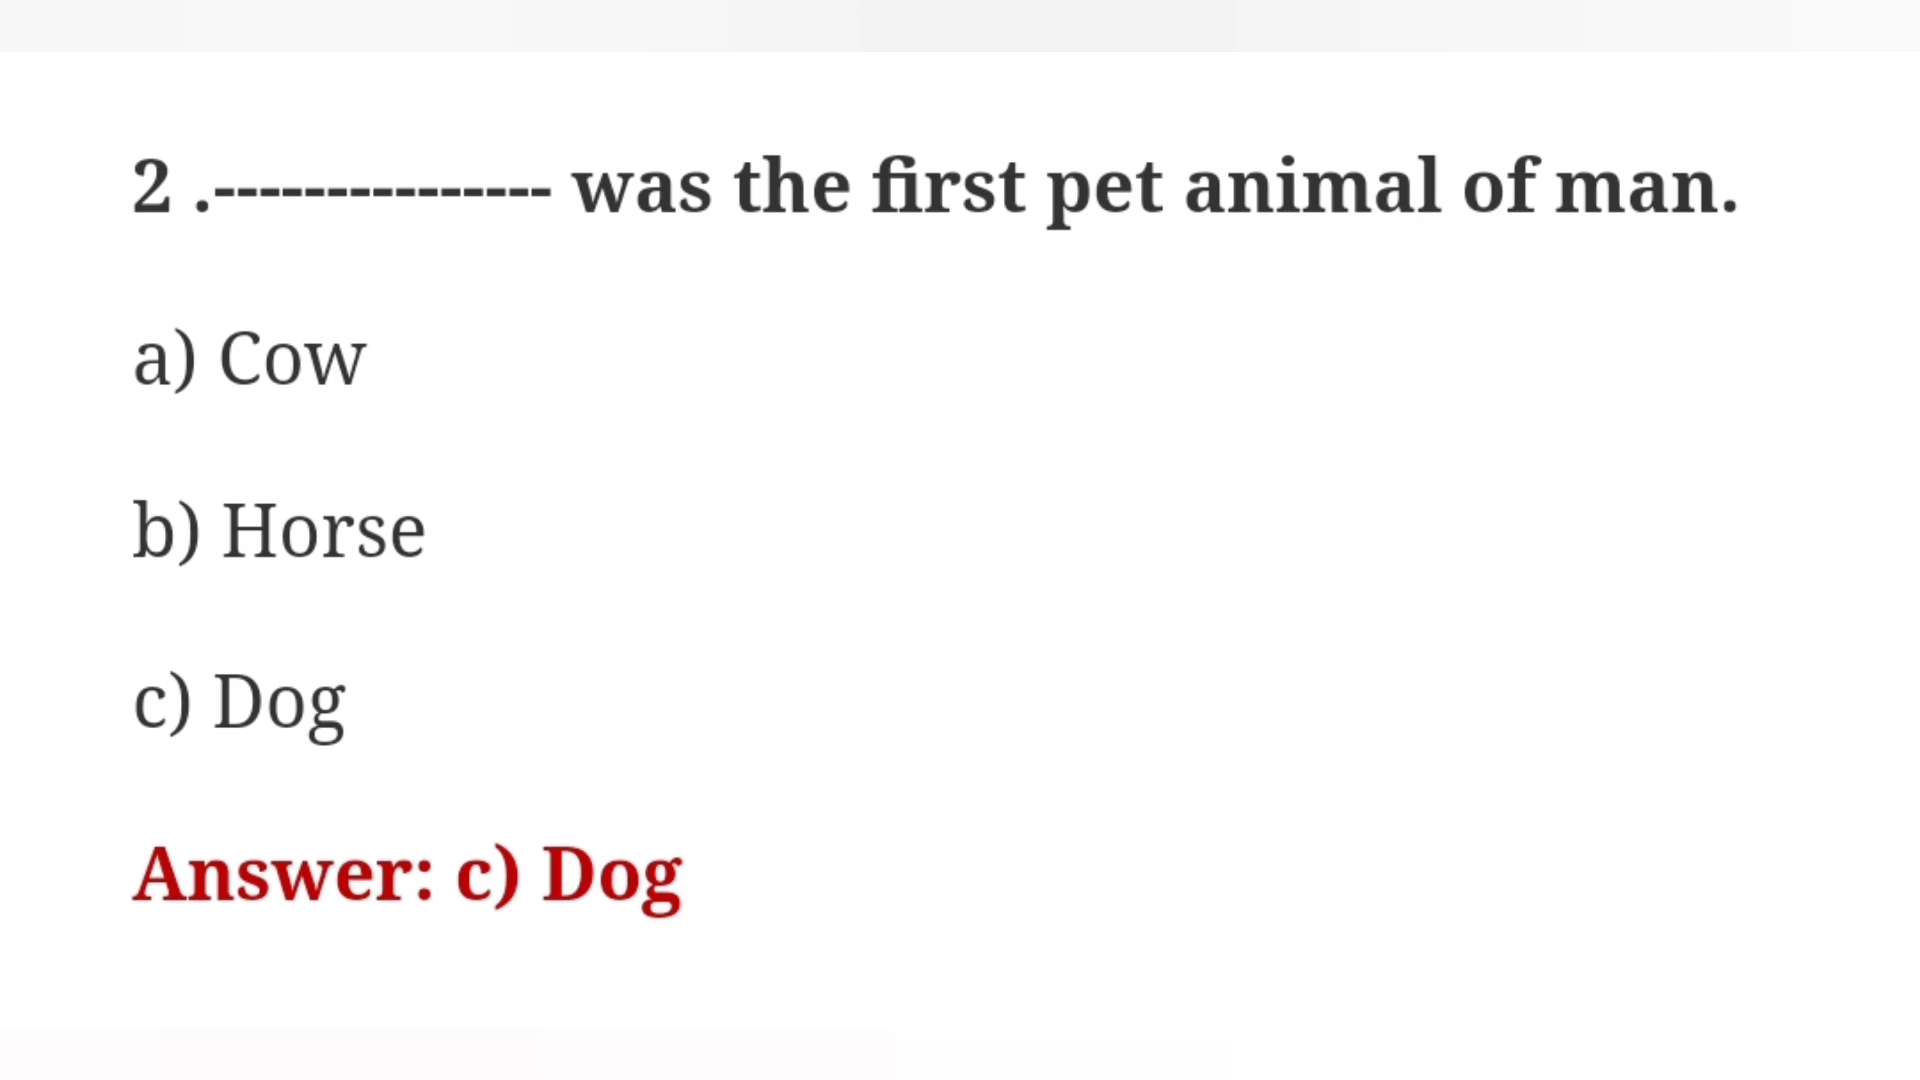 2 .--------------- was the first pet animal of man.
a) Cow
b) Horse
c) Dog
Answer: c) Dog